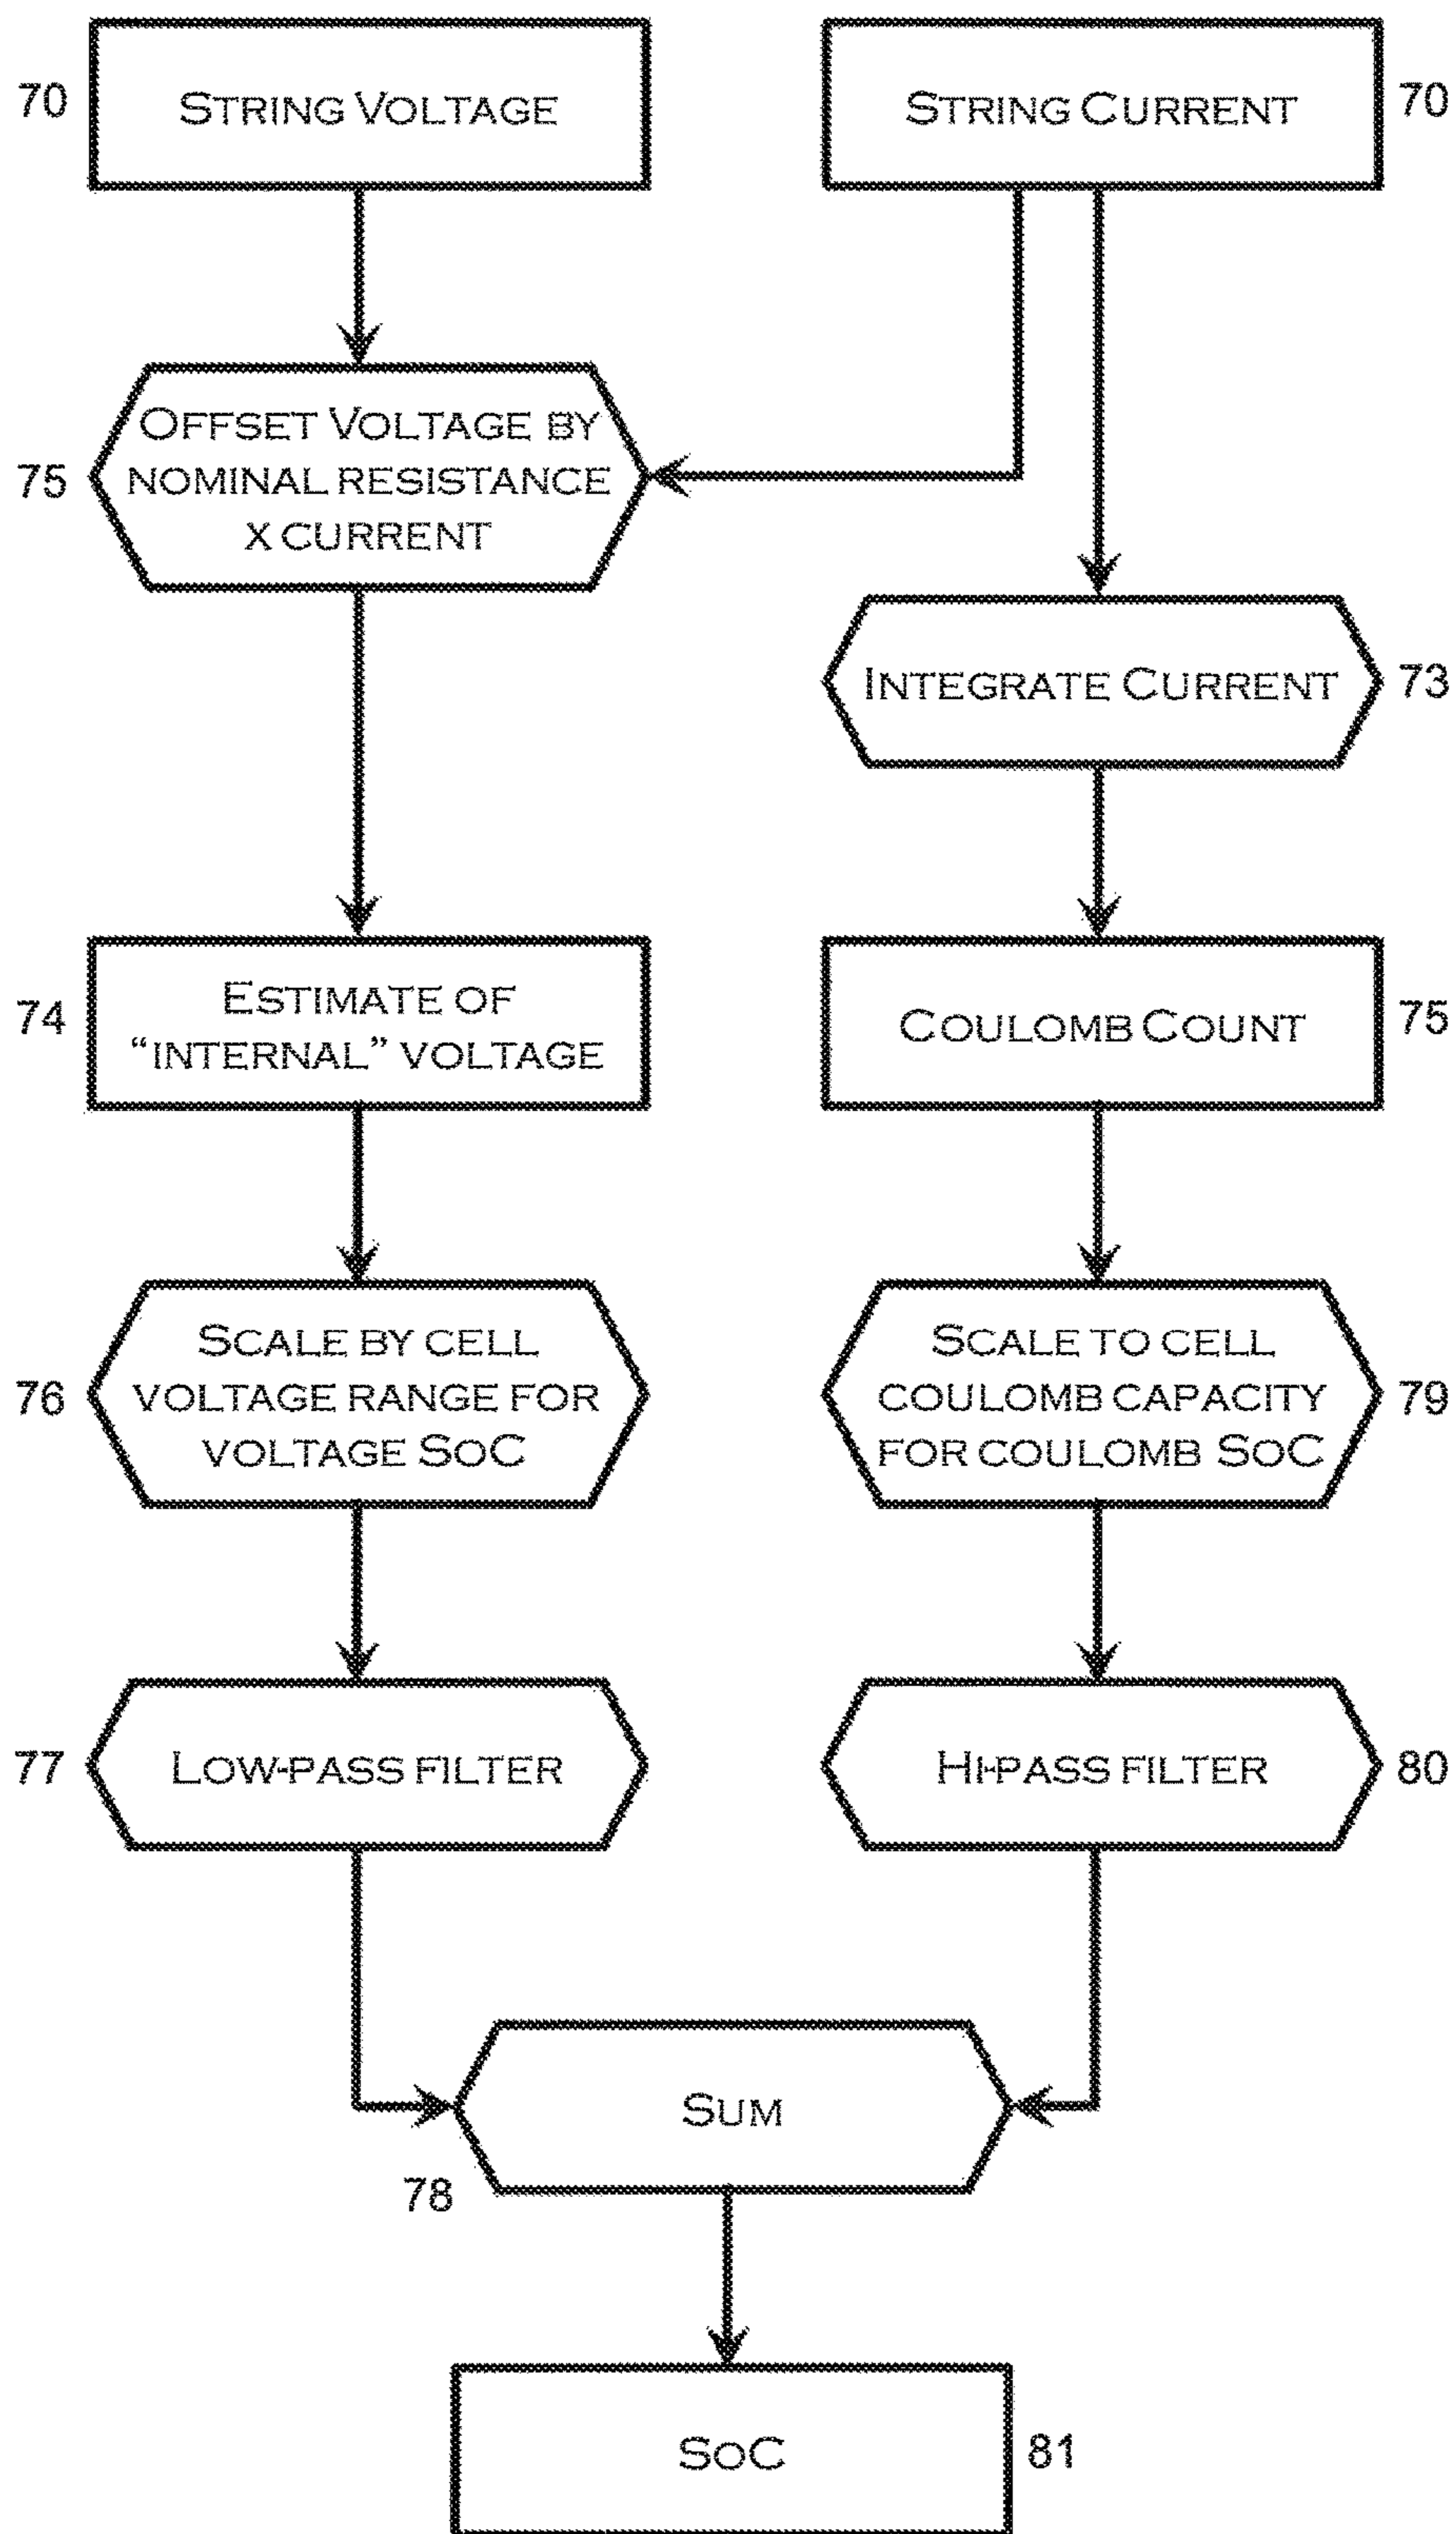 70
STRING VOLTAGE
STRING CURRENT
70
75
OFFSET VOLTAGE BY
NOMINAL RESISTANCE
X CURRENT
INTEGRATE CURRENT
73
74
ESTIMATE OF
“INTERNAL” VOLTAGE
COULOMB COUNT
75
76
SCALE BY CELL
VOLTAGE RANGE FOR
VOLTAGE SOC
SCALE TO CELL
COULOMB CAPACITY
FOR COULOMB SOC
79
77
LOW-PASS FILTER
HI-PASS FILTER
80
SUM
78
SOC
81